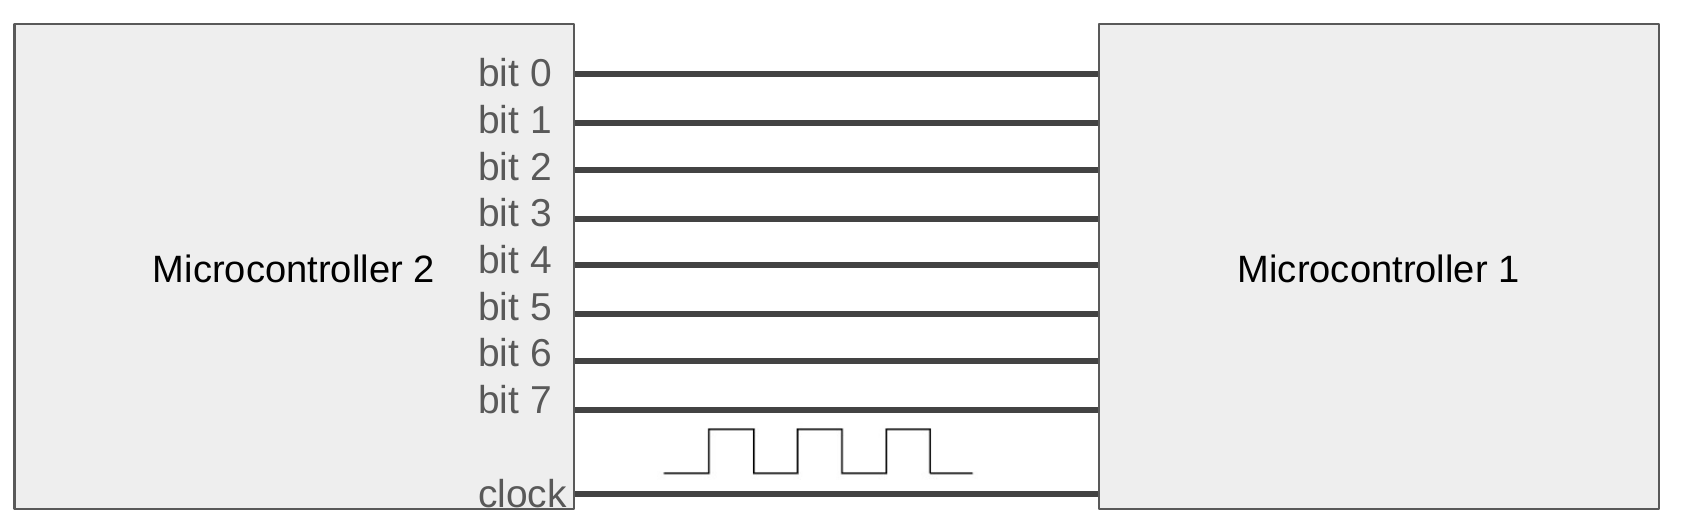 bit 0
bit 1
bit 2
bit 3
Microcontroller 2
bit 4
bit 5
bit 6
bit 7
clock
Microcontroller 1